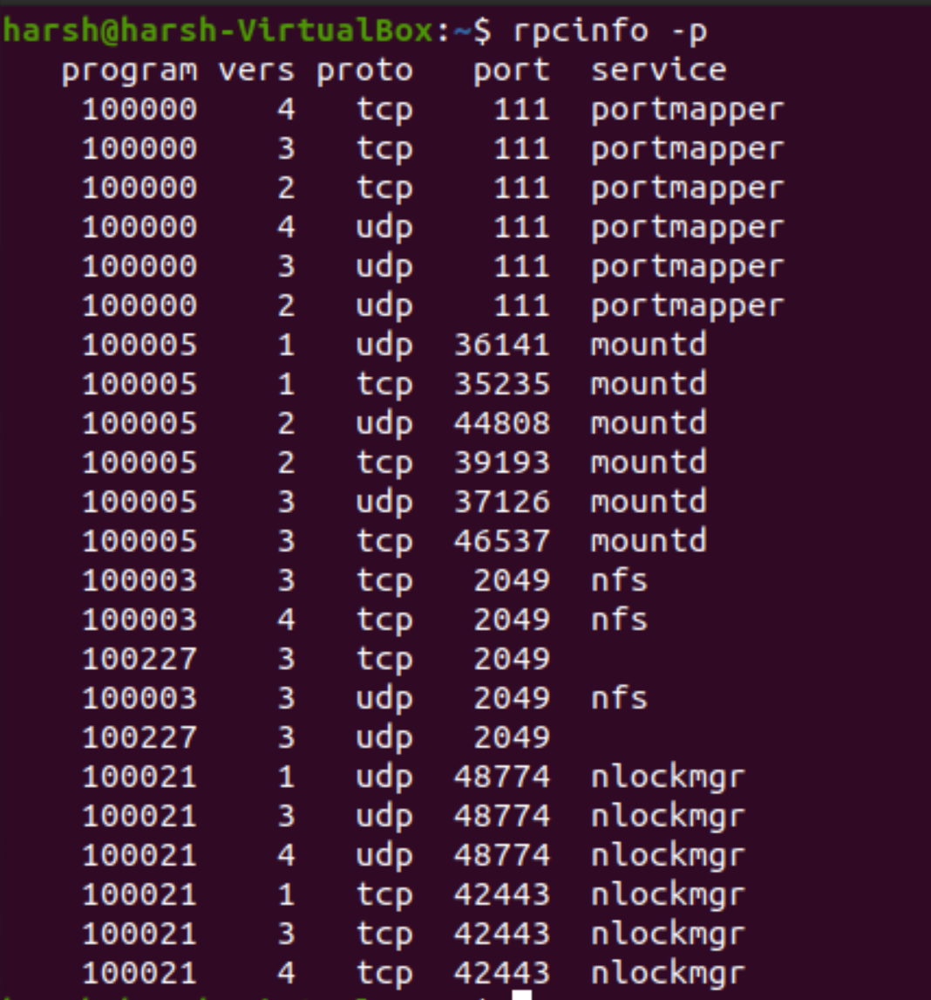 harsh@harsh-VirtualBox:~$ rpcinfo -p
   program vers proto   port  service
    100000    4   tcp    111  portmapper
    100000    3   tcp    111  portmapper
    100000    2   tcp    111  portmapper
    100000    4   udp    111  portmapper
    100000    3   udp    111  portmapper
    100000    2   udp    111  portmapper
    100005    1   udp  36141  mountd
    100005    1   tcp  35235  mountd
    100005    2   udp  44808  mountd
    100005    2   tcp  39193  mountd
    100005    3   udp  37126  mountd
    100005    3   tcp  46537  mountd
    100003    3   tcp   2049  nfs
    100003    4   tcp   2049  nfs
    100227    3   tcp   2049
    100003    3   udp   2049  nfs
    100227    3   udp   2049
    100021    1   udp  48774  nlockmgr
    100021    3   udp  48774  nlockmgr
    100021    4   udp  48774  nlockmgr
    100021    1   tcp  42443  nlockmgr
    100021    3   tcp  42443  nlockmgr
    100021    4   tcp  42443  nlockmgr